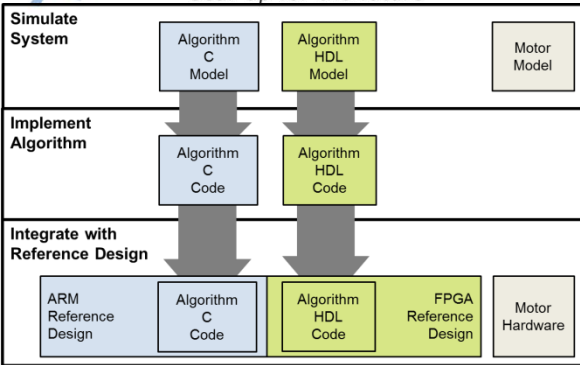 Simulate
System
Algorithm
C
Model
Algorithm
HDL
Model
Motor
Model
Implement
Algorithm
Algorithm
C
Code
Algorithm
HDL
Code
Integrate with
Reference Design
ARM
Reference
Design
Algorithm
C
Code
Algorithm
HDL
Code
FPGA
Reference
Design
Motor
Hardware